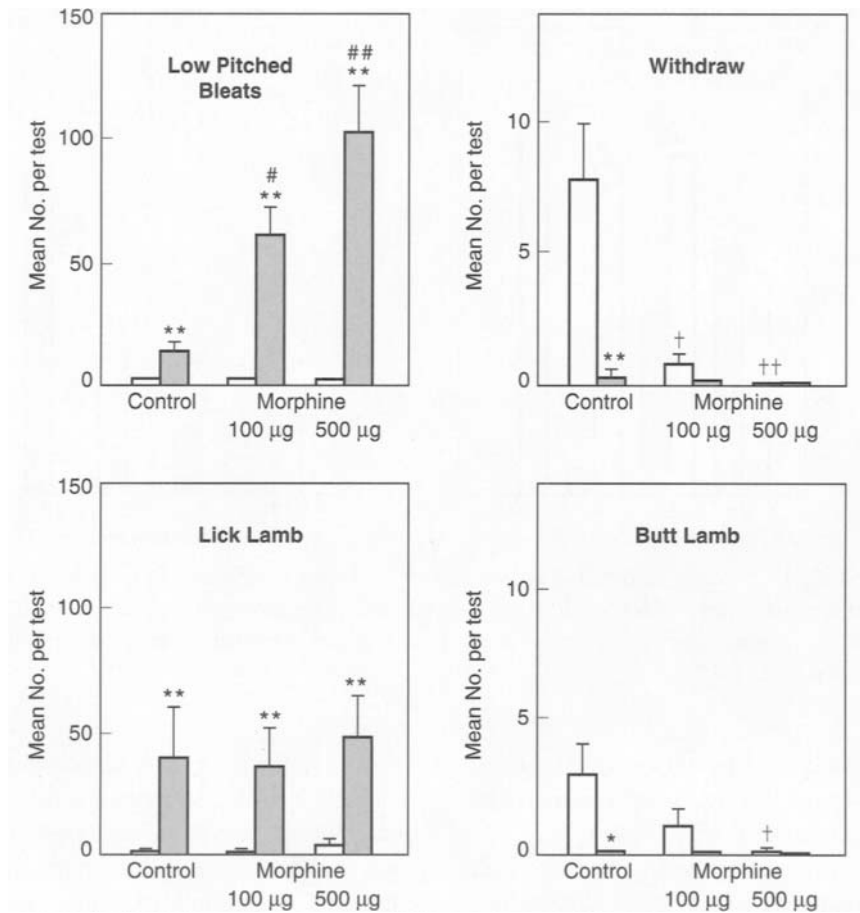 150
100
50
0
Mean No. per test
Low Pitched
Bleats
**
#
**
##
**
Control
Morphine
100 µg 500 µg
10
5
0
Mean No. per test
Withdraw
**
†
††
Control
Morphine
100 µg 500 µg
150
100
50
0
Mean No. per test
Lick Lamb
**
**
**
Control
Morphine
100 µg 500 µg
10
5
0
Mean No. per test
Butt Lamb
*
†
Control
Morphine
100 µg 500 µg